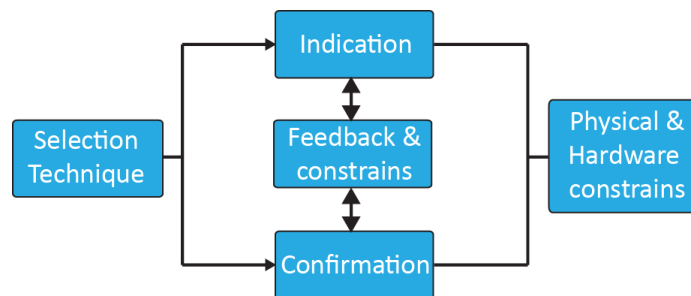 Indication
Selection
Technique
Feedback &
constrains
Physical &
Hardware
constrains
Confirmation